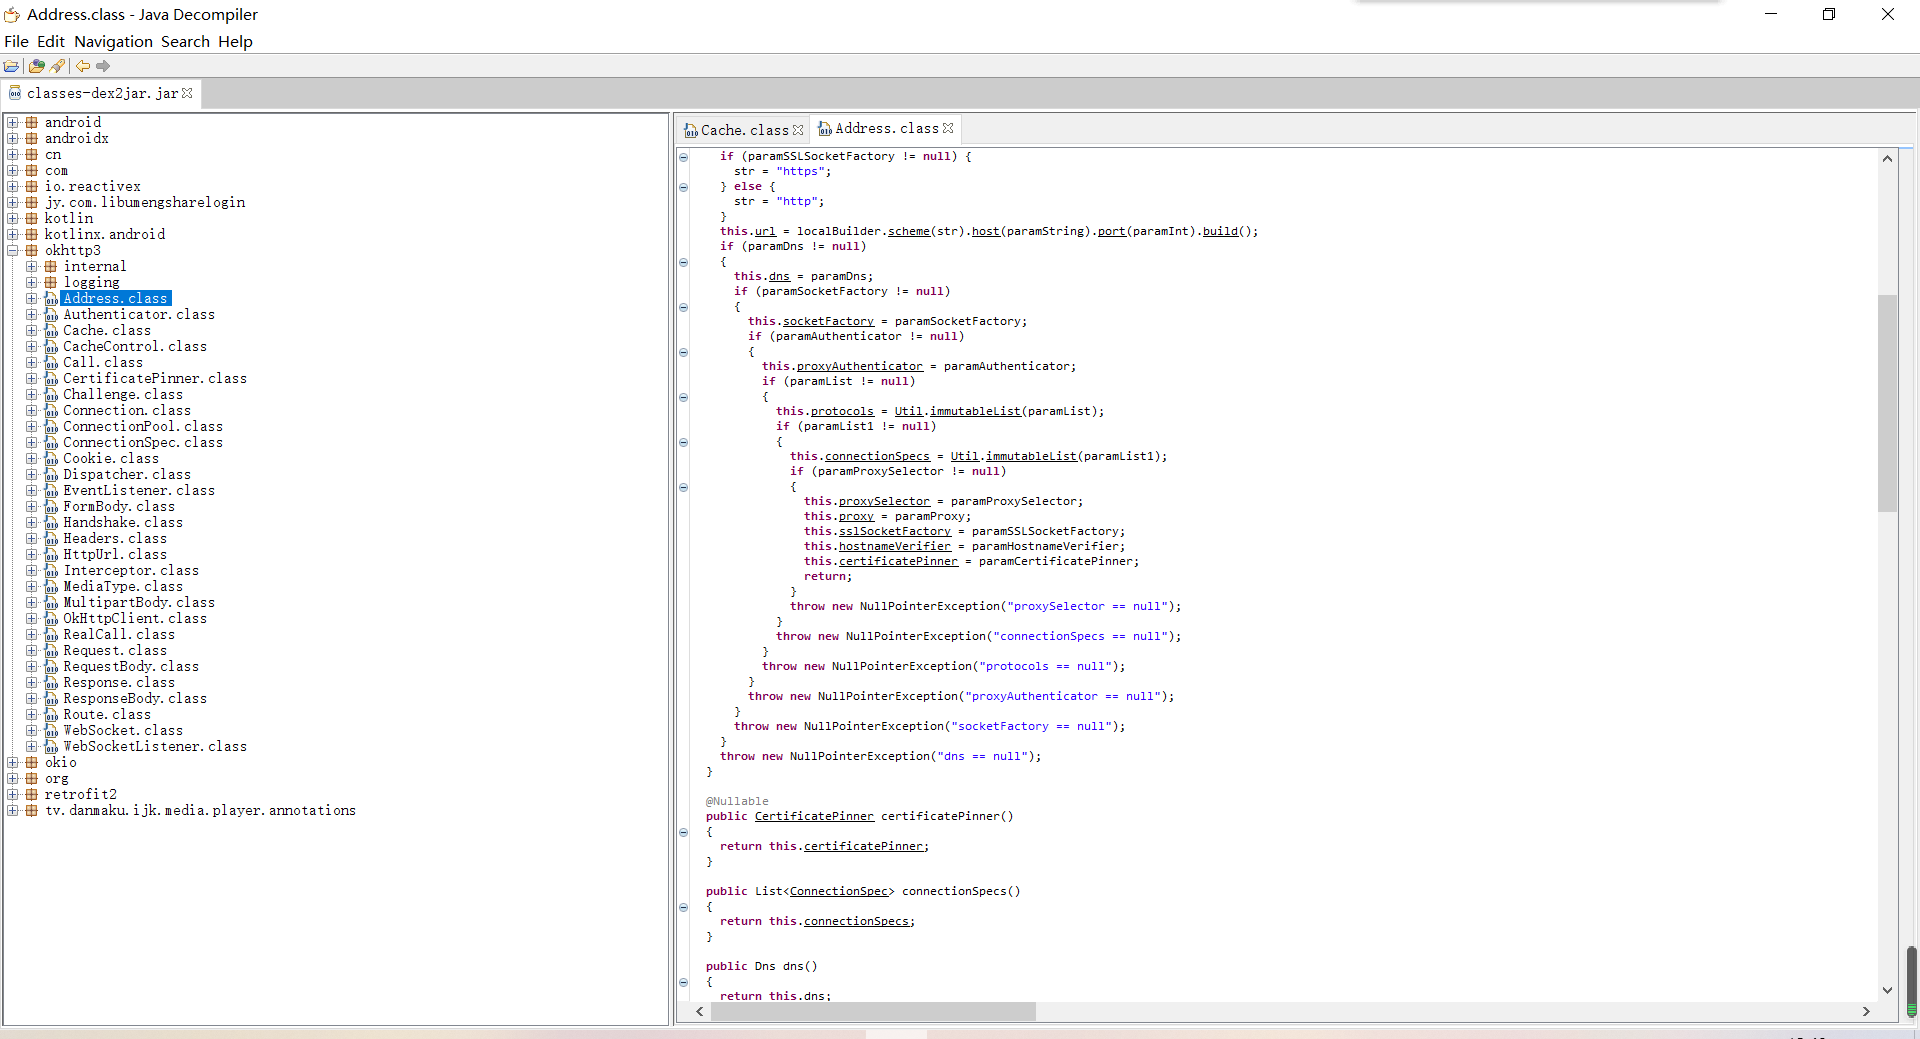 Address.class - Java Decompiler
File Edit Navigation Search Help
classes-dex2jar.jar
android
androidx
cn
com
io.reactivex
jy.com.libumengsharelogin
kotlin
kotlinx.android
okhttp3
internal
logging
Address.class
Authenticator.class
Cache.class
CacheControl.class
Call.class
CertificatePinner.class
Challenge.class
Connection.class
ConnectionPool.class
ConnectionSpec.class
Cookie.class
Dispatcher.class
EventListener.class
FormBody.class
Handshake.class
Headers.class
HttpUrl.class
Interceptor.class
MediaType.class
MultipartBody.class
OkHttpClient.class
RealCall.class
Request.class
RequestBody.class
Response.class
ResponseBody.class
Route.class
WebSocket.class
WebSocketListener.class
okio
org
retrofit2
tv.danmaku.ijk.media.player.annotations
Cache.class Address.class
if (paramSSLSocketFactory != null) {
str = "https";
} else {
str = "http";
}
this.url = localBuilder.scheme(str).host(paramString).port(paramInt).build();
if (paramDns != null)
{
this.dns = paramDns;
if (paramSocketFactory != null)
{
this.socketFactory = paramSocketFactory;
if (paramAuthenticator != null)
{
this.proxyAuthenticator = paramAuthenticator;
if (paramList != null)
{
this.protocols = Util.immutableList(paramList);
if (paramList1 != null)
{
this.connectionSpecs = Util.immutableList(paramList1);
if (paramProxySelector != null)
{
this.proxySelector = paramProxySelector;
this.proxy = paramProxy;
this.sslSocketFactory = paramSSLSocketFactory;
this.hostnameVerifier = paramHostnameVerifier;
this.certificatePinner = paramCertificatePinner;
return;
}
throw new NullPointerException("proxySelector == null");
}
throw new NullPointerException("connectionSpecs == null");
}
throw new NullPointerException("protocols == null");
}
throw new NullPointerException("proxyAuthenticator == null");
}
throw new NullPointerException("socketFactory == null");
}
throw new NullPointerException("dns == null");
}
@Nullable
public CertificatePinner certificatePinner()
{
return this.certificatePinner;
}
public List<ConnectionSpec> connectionSpecs()
{
return this.connectionSpecs;
}
public Dns dns()
{
return this.dns;